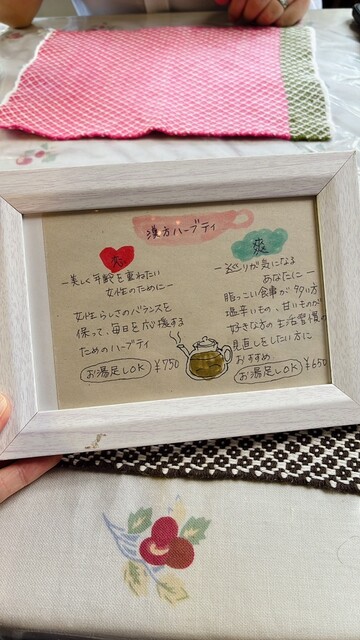 漢方ハーブティ
恋
ー美しく年齢を重ねたい
女性のためにー
女性らしさのバランスを
保って、毎日を応援する
ためのハーブティ
お湯足しOK ¥750
爽
ー巡りが気になる
あなたにー
脂っこい食事が多い方
塩辛いもの、甘いものが
好きな方の生活習慣の
見直しをしたい方に
おすすめ
お湯足しOK ¥650